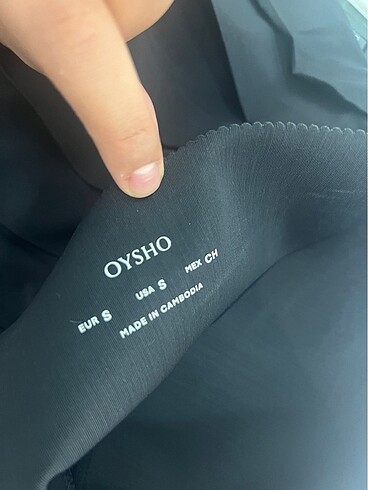 OYSHO
EUR S USA S MEX CH
MADE IN CAMBODIA